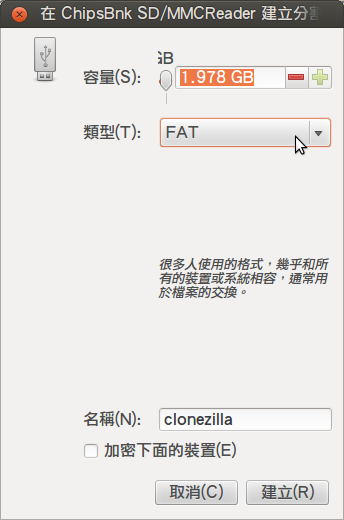 在 ChipsBnk SD/MMCReader 建立分割
GB
容量(S):
1.978 GB
類型(T):
FAT
很多人使用的格式，幾乎和所
有的裝置或系統相容，通常用
於檔案的交換。
名稱(N):
clonezilla
加密下面的裝置(E)
取消(C)
建立(R)